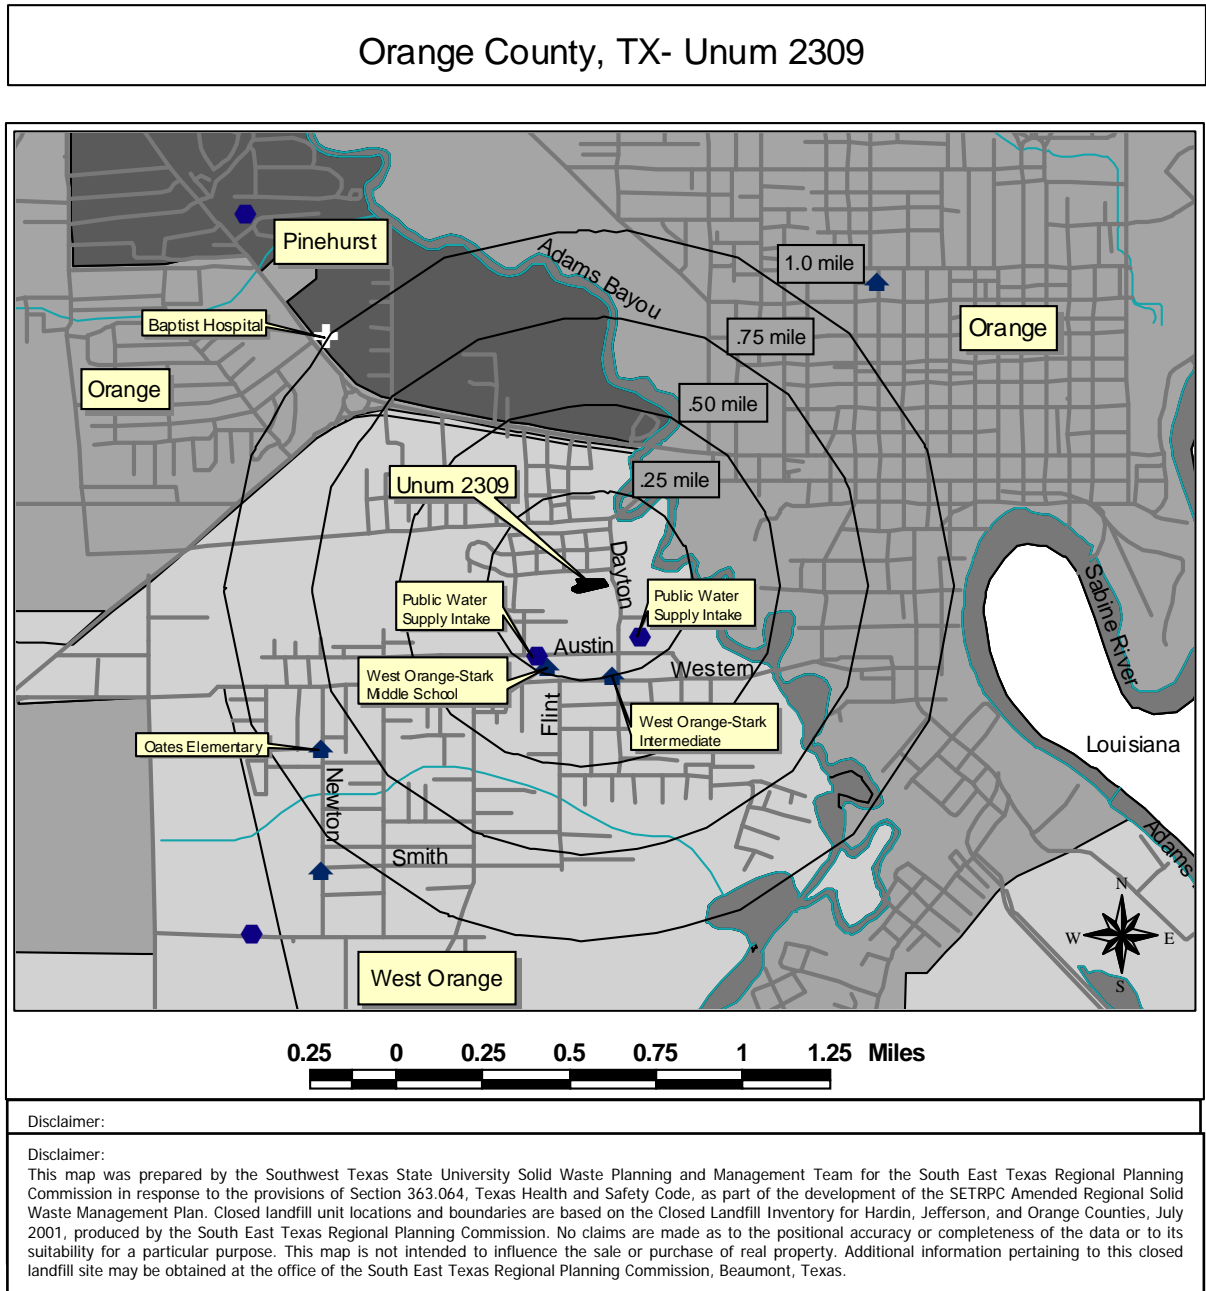 Orange County, TX- Unum 2309
Pinehurst
Adams Bayou
1.0 mile
Baptist Hospital
.75 mile
Orange
Orange
.50 mile
Unum 2309
.25 mile
Dayton
Sabine River
Public Water
Supply Intake
Public Water
Supply Intake
Austin
Western
West Orange-Stark
Middle School
Flint
West Orange-Stark
Intermediate
Oates Elementary
Louisiana
Newton
Smith
Adams
West Orange
N
W
E
S
0.25 0 0.25 0.5 0.75 1 1.25 Miles
Disclaimer:
Disclaimer:
This map was prepared by the Southwest Texas State University Solid Waste Planning and Management Team for the South East Texas Regional Planning
Commission in response to the provisions of Section 363.064, Texas Health and Safety Code, as part of the development of the SETRPC Amended Regional Solid
Waste Management Plan. Closed landfill unit locations and boundaries are based on the Closed Landfill Inventory for Hardin, Jefferson, and Orange Counties, July
2001, produced by the South East Texas Regional Planning Commission. No claims are made as to the positional accuracy or completeness of the data or to its
suitability for a particular purpose. This map is not intended to influence the sale or purchase of real property. Additional information pertaining to this closed
landfill site may be obtained at the office of the South East Texas Regional Planning Commission, Beaumont, Texas.